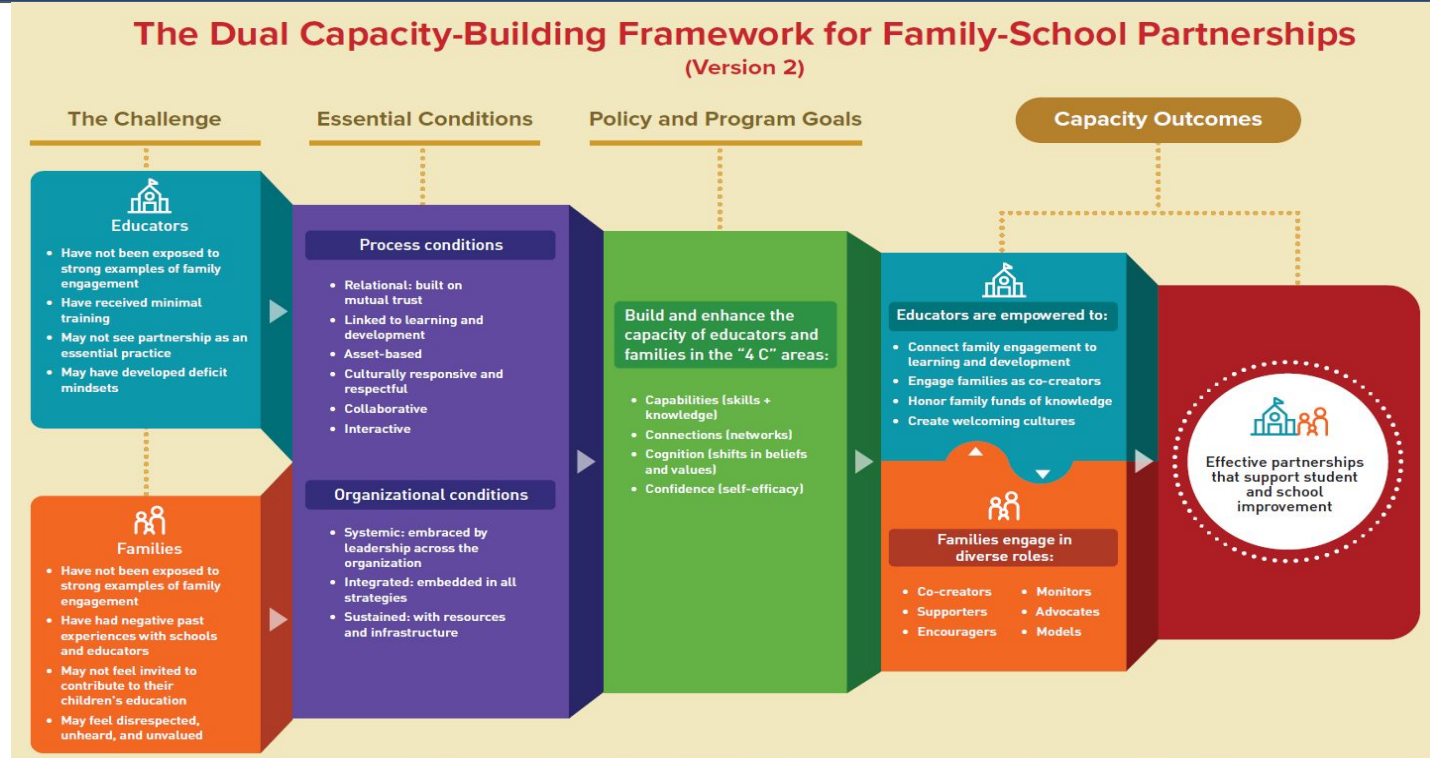 The Dual Capacity-Building Framework for Family-School Partnerships
(Version 2)
The Challenge
Essential Conditions
Policy and Program Goals
Capacity Outcomes
Educators
• Have not been exposed to
strong examples of family
engagement
• Have received minimal
training
• May not see partnership as an
essential practice
• May have developed deficit
mindsets
Families
• Have not been exposed to
strong examples of family
engagement
• Have had negative past
experiences with schools
and educators
• May not feel invited to
contribute to their
children's education
• May feel disrespected,
unheard, and unvalued
Process conditions
• Relational: built on
mutual trust
• Linked to learning and
development
• Asset-based
• Culturally responsive and
respectful
• Collaborative
• Interactive
Organizational conditions
• Systemic: embraced by
leadership across the
organization
• Integrated: embedded in all
strategies
• Sustained: with resources
and infrastructure
Build and enhance the
capacity of educators and
families in the “4 C” areas:
• Capabilities (skills +
knowledge)
• Connections (networks)
• Cognition (shifts in beliefs
and values)
• Confidence (self-efficacy)
Educators are empowered to:
• Connect family engagement to
learning and development
• Engage families as co-creators
• Honor family funds of knowledge
• Create welcoming cultures
Families engage in
diverse roles:
• Co-creators
• Supporters
• Encouragers
• Monitors
• Advocates
• Models
Effective partnerships
that support student
and school
improvement